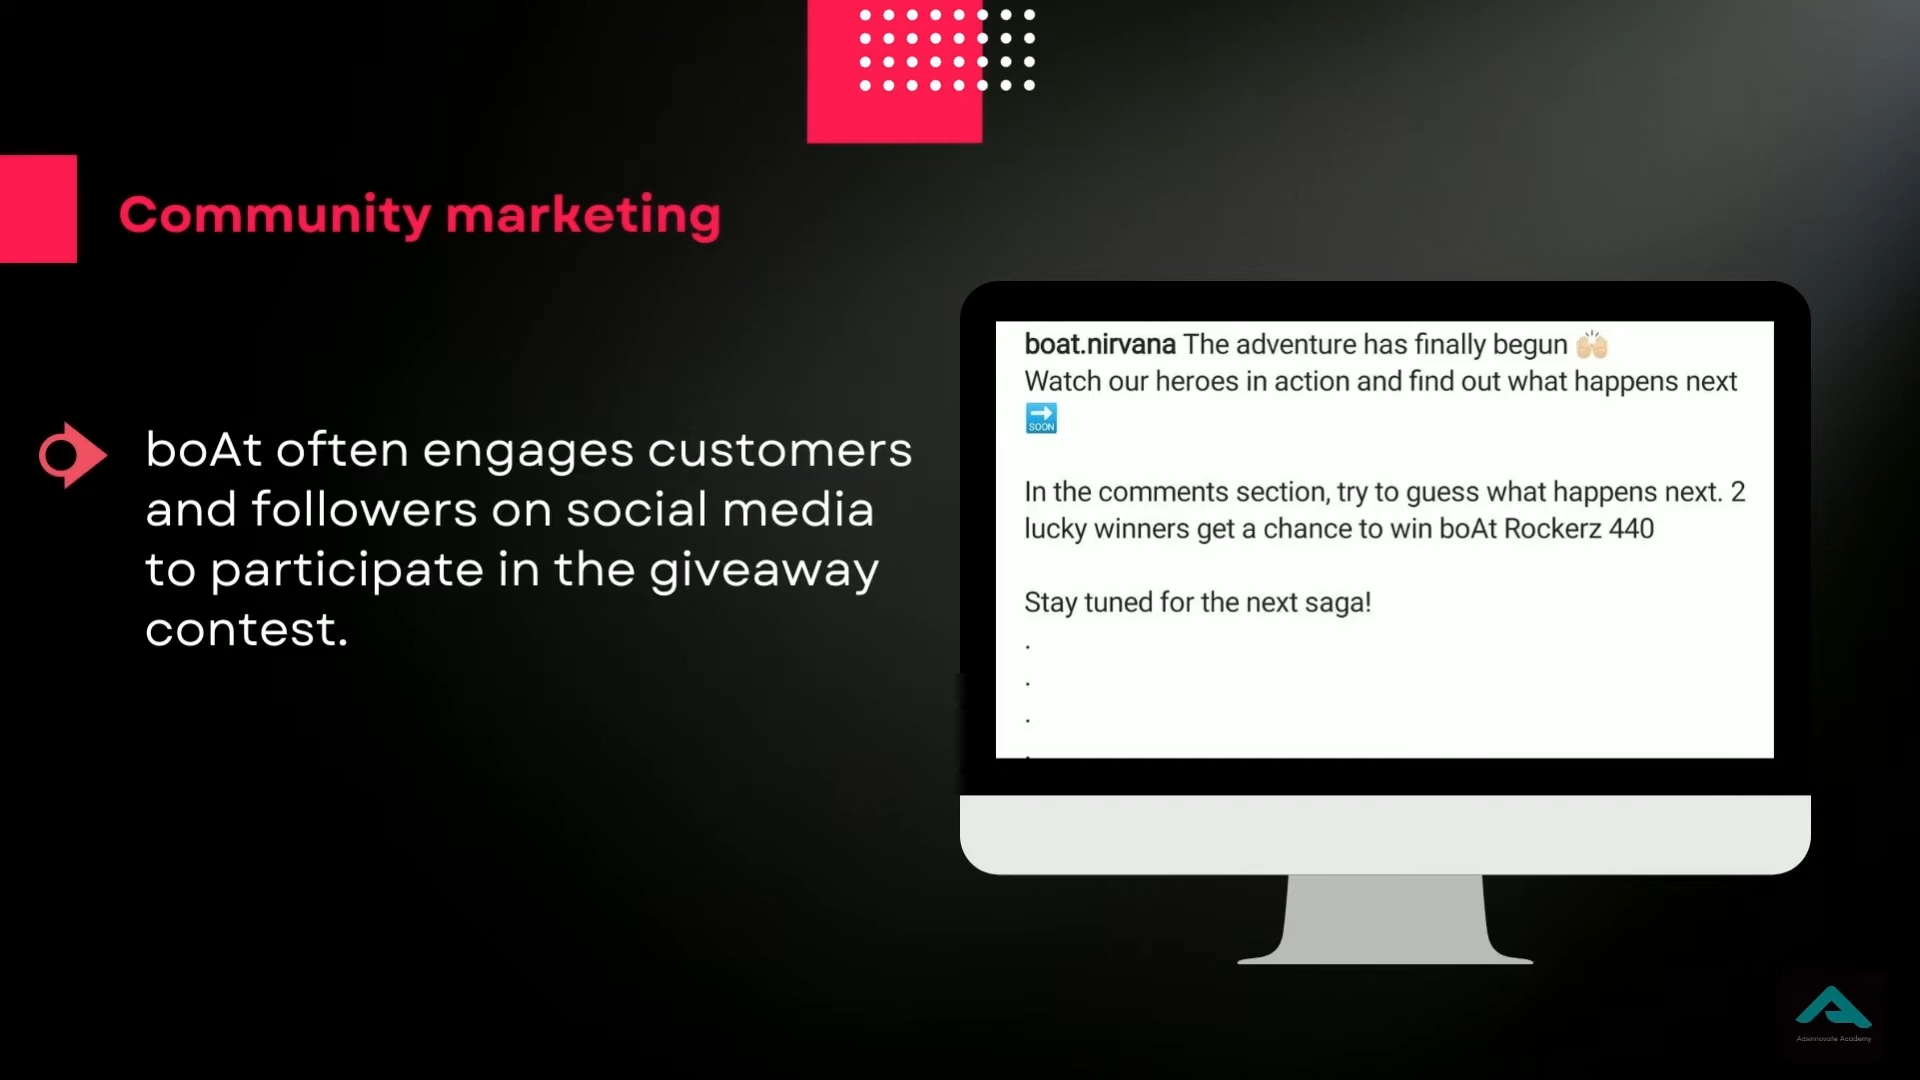 Community marketing
boAt often engages customers
and followers on social media
to participate in the giveaway
contest.
boat.nirvana The adventure has finally begun 🙌🏼
Watch our heroes in action and find out what happens next
🔜
In the comments section, try to guess what happens next. 2
lucky winners get a chance to win boAt Rockerz 440
Stay tuned for the next saga!
.
.
.
.
Adsinnovate Academy